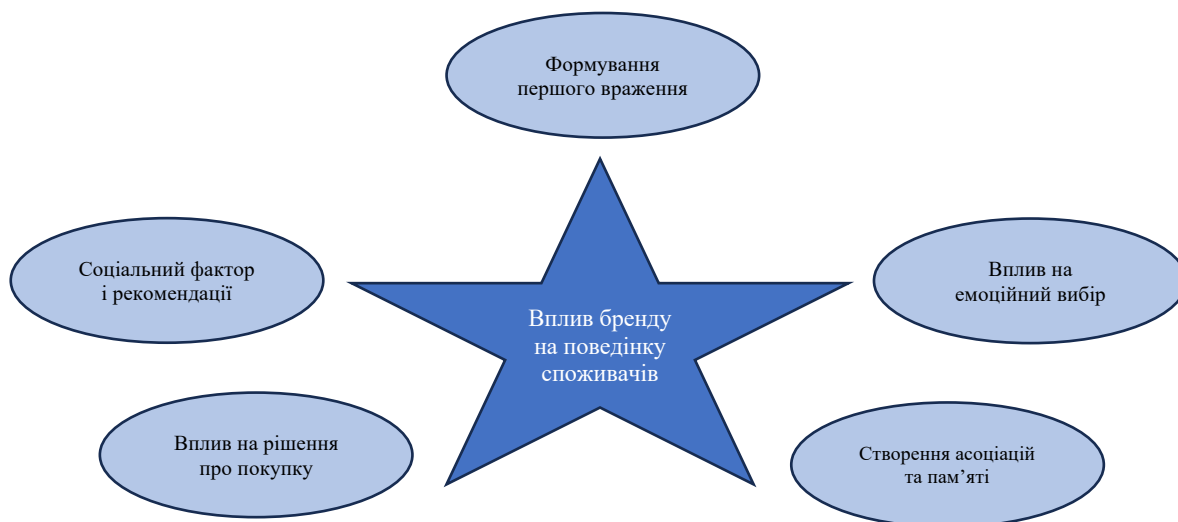 Формування
першого враження
Соціальний фактор
і рекомендації
Вплив на
емоційний вибір
Вплив бренду
на поведінку
споживачів
Вплив на рішення
про покупку
Створення асоціацій
та пам’яті